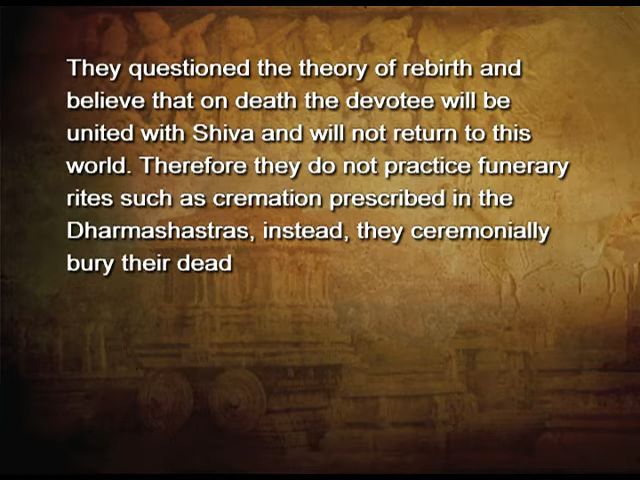 They questioned the theory of rebirth and
believe that on death the devotee will be
united with Shiva and will not return to this
world. Therefore they do not practice funerary
rites such as cremation prescribed in the
Dharmashastras, instead, they ceremonially
bury their dead